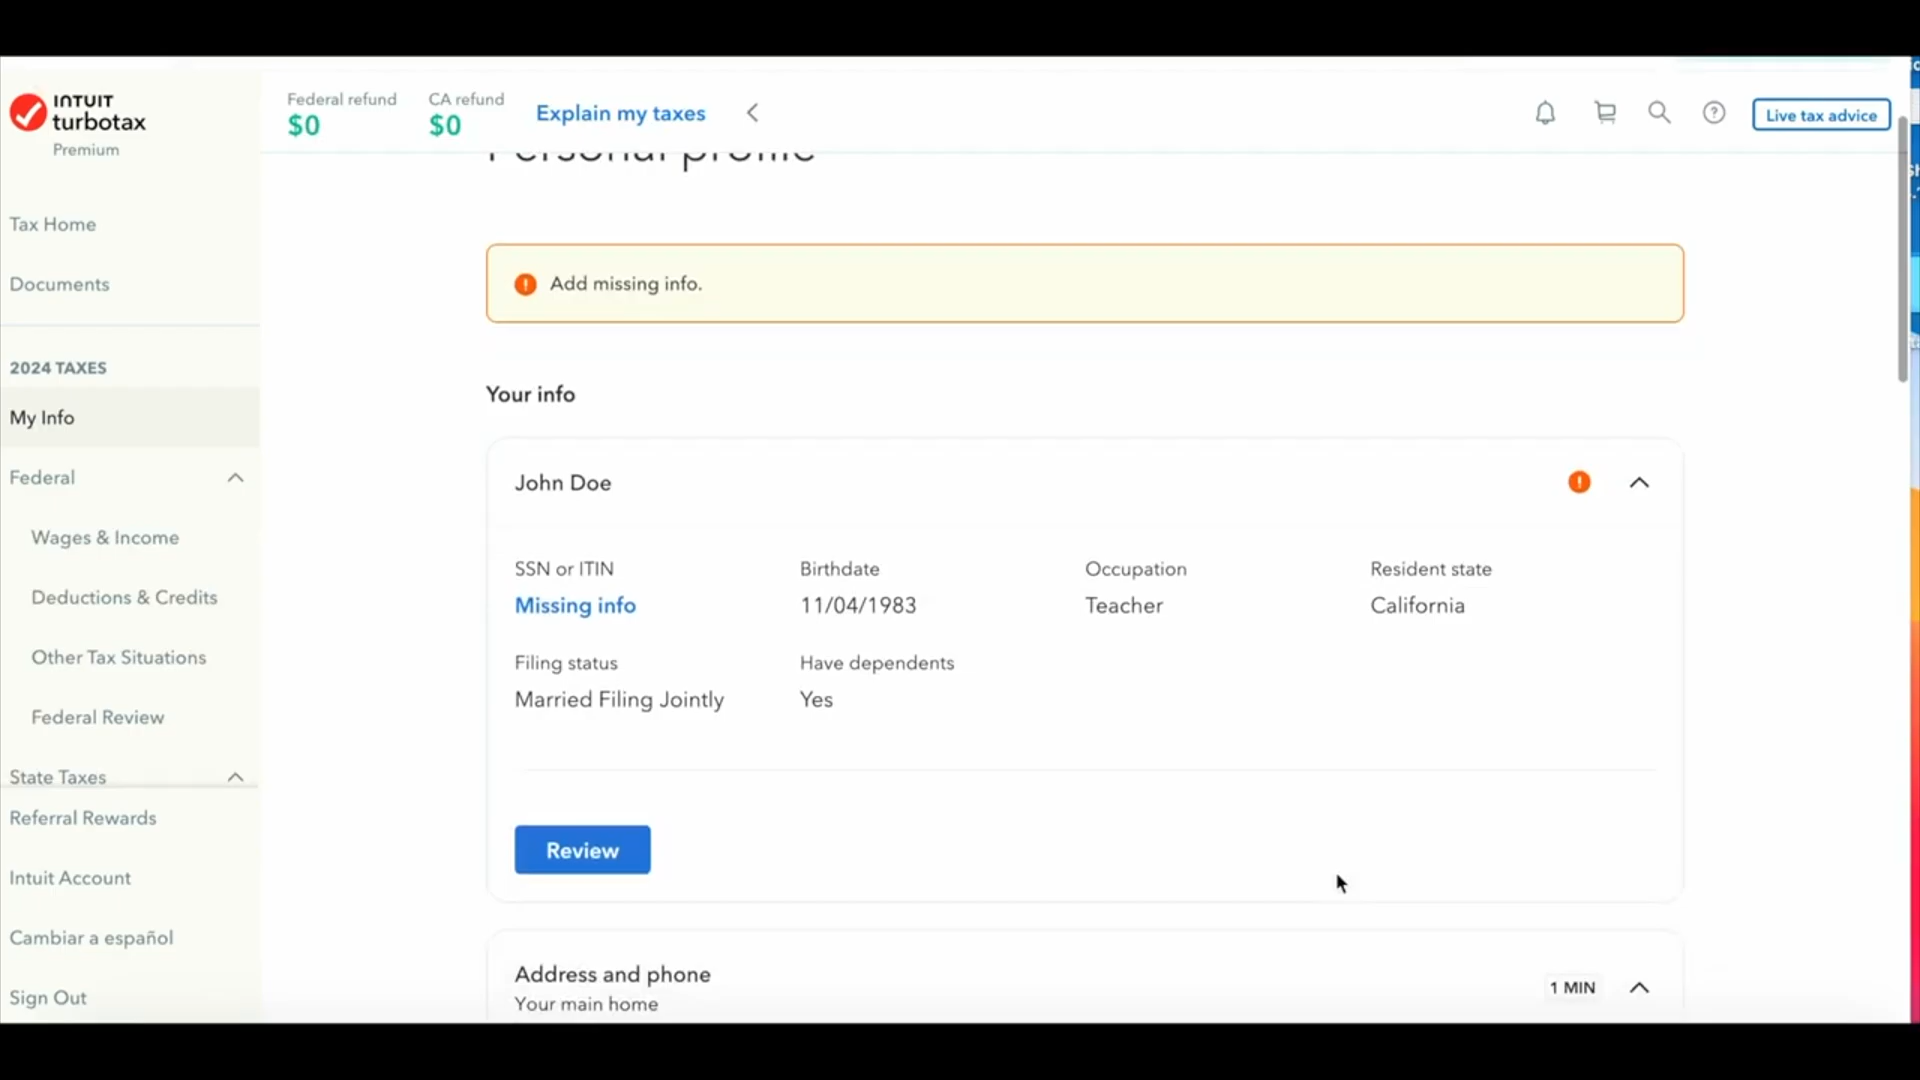 INTUIT
turbotax
Premium
Federal refund
$0
CA refund
$0
Explain my taxes
Live tax advice
Tax Home
Documents
2024 TAXES
My Info
Federal
Wages & Income
Deductions & Credits
Other Tax Situations
Federal Review
State Taxes
Referral Rewards
Intuit Account
Cambiar a español
Sign Out
Personal profile
Add missing info.
Your info
John Doe
SSN or ITIN
Missing info
Birthdate
11/04/1983
Occupation
Teacher
Resident state
California
Filing status
Married Filing Jointly
Have dependents
Yes
Review
Address and phone
Your main home
1 MIN